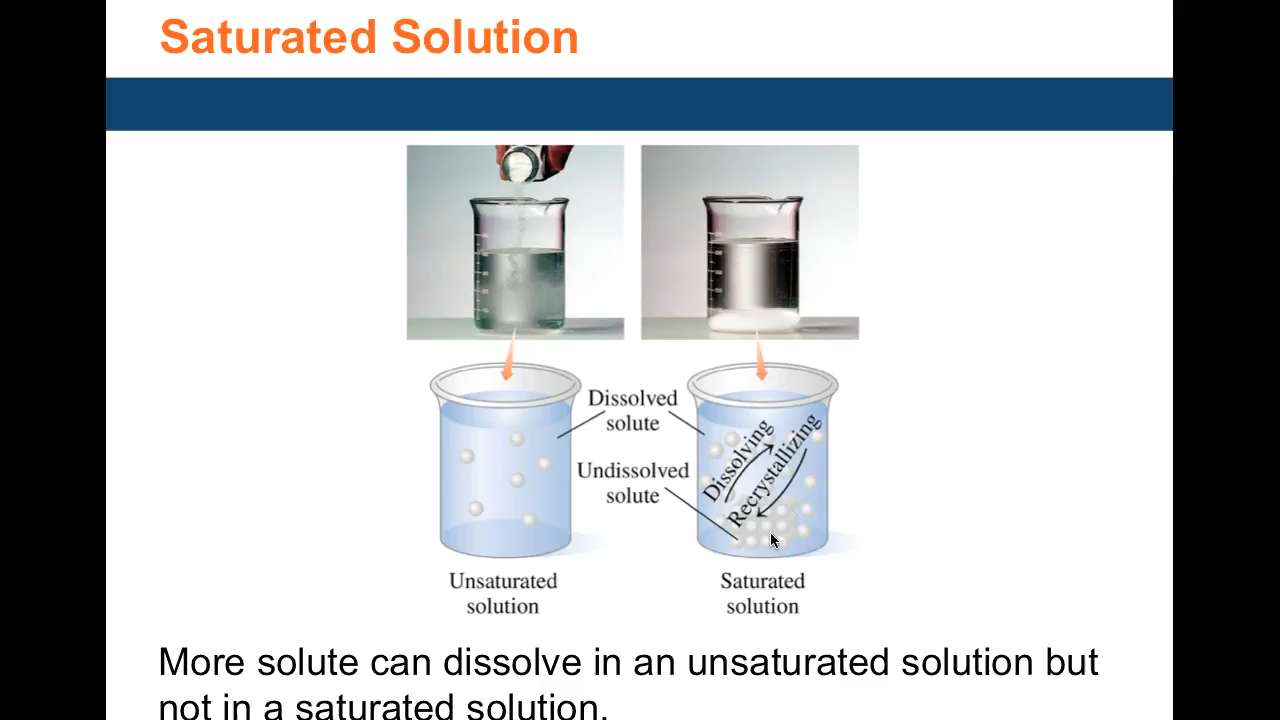 Saturated Solution
Dissolved
solute
Undissolved
solute
Dissolving
Recrystallizing
Unsaturated
solution
Saturated
solution
More solute can dissolve in an unsaturated solution but
not in a saturated solution.